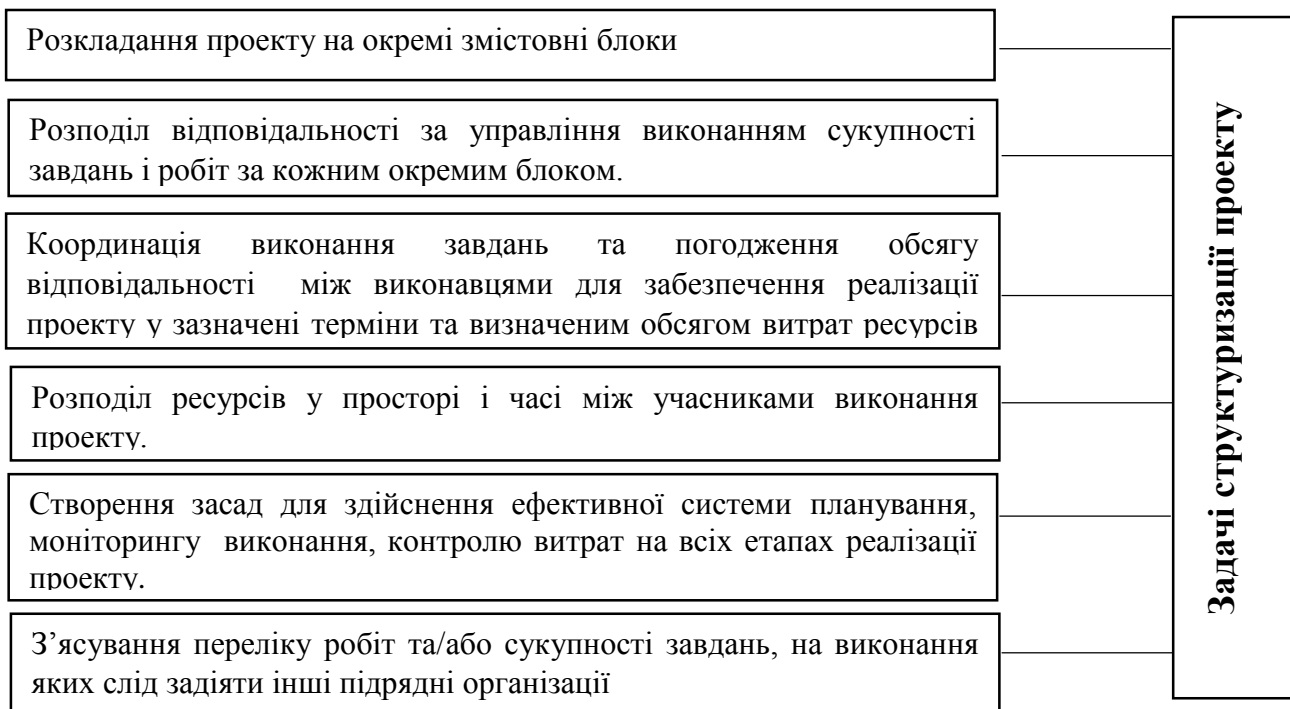 Розкладання проекту на окремі змістовні блоки
Розподіл відповідальності за управління виконанням сукупності
завдань і робіт за кожним окремим блоком.
Координація виконання завдань та погодження обсягу
відповідальності між виконавцями для забезпечення реалізації
проекту у зазначені терміни та визначеним обсягом витрат ресурсів
Розподіл ресурсів у просторі і часі між учасниками виконання
проекту.
Створення засад для здійснення ефективної системи планування,
моніторингу виконання, контролю витрат на всіх етапах реалізації
проекту.
З’ясування переліку робіт та/або сукупності завдань, на виконання
яких слід задіяти інші підрядні організації
Задачі структуризації проекту